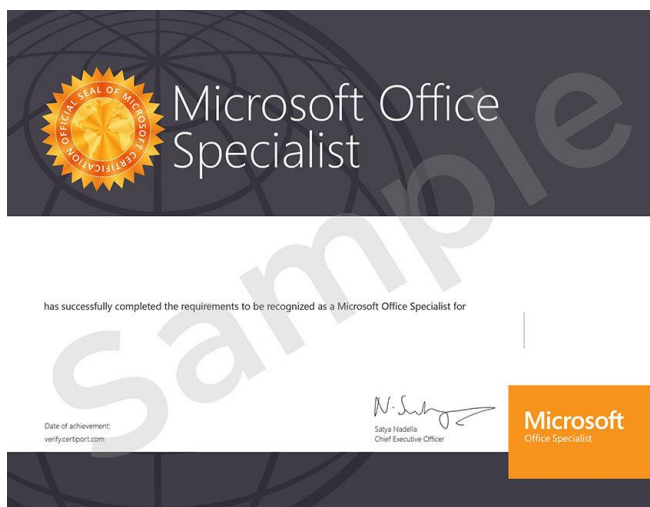 OFFICIAL SEAL OF MICROSOFT CERTIFICATION
Microsoft Office
Specialist
Sample
has successfully completed the requirements to be recognized as a Microsoft Office Specialist for
Date of achievement:
verify.certiport.com
N. Satya
Satya Nadella
Chief Executive Officer
Microsoft
Office Specialist